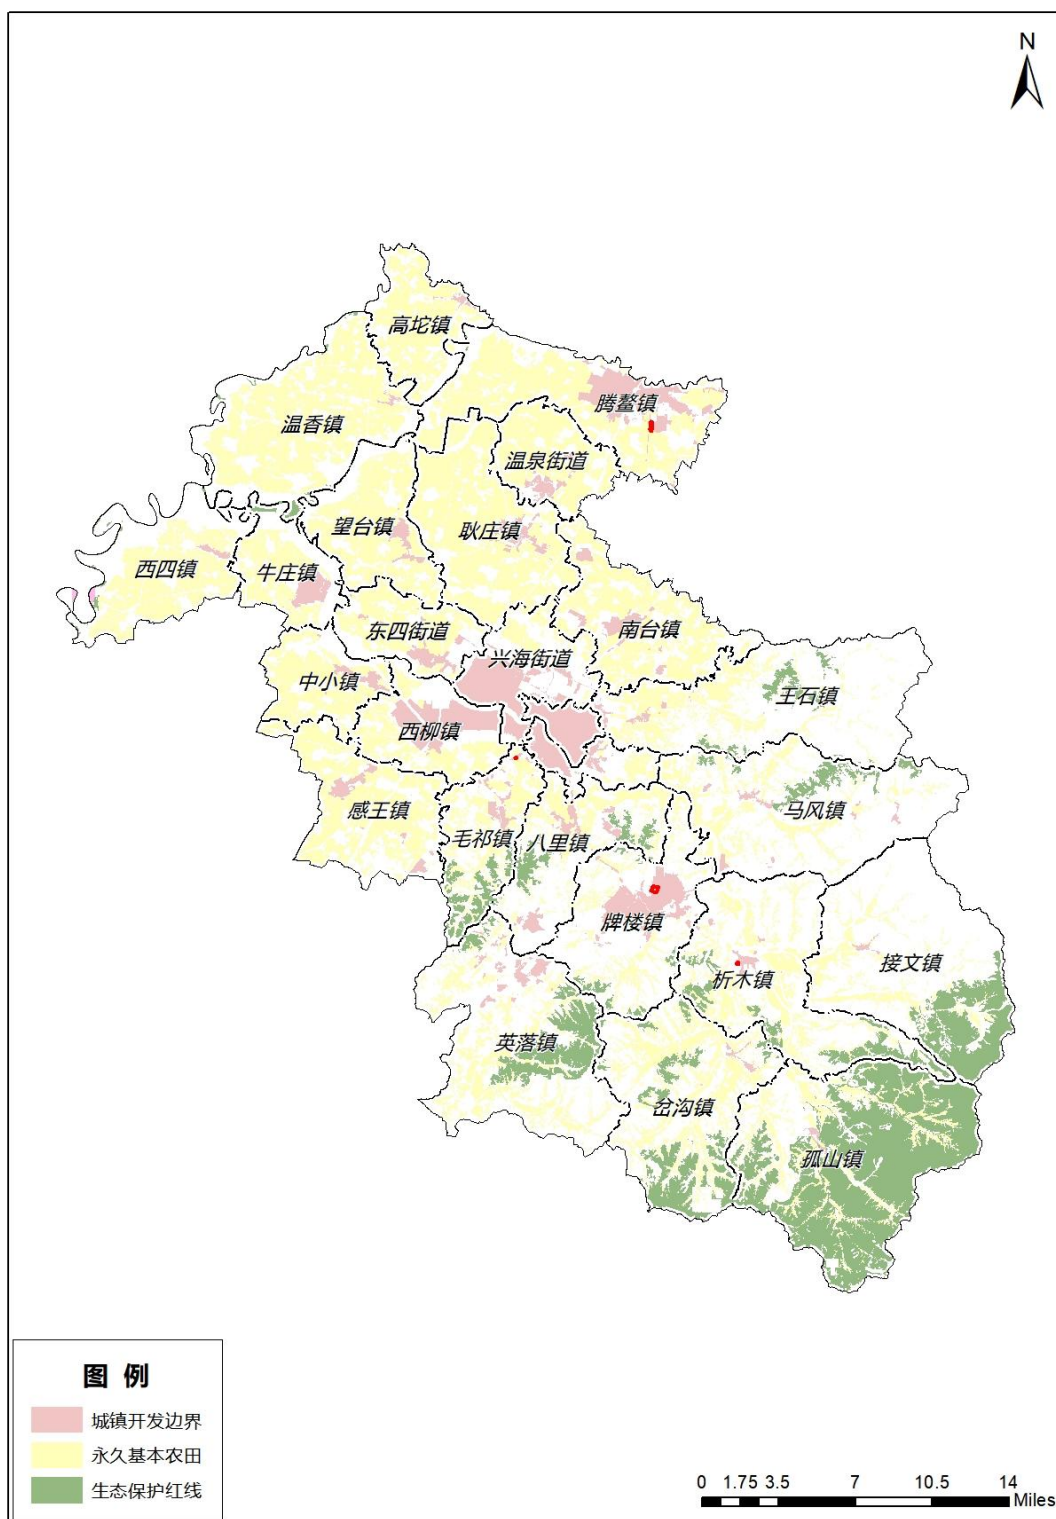 N
高坨镇
腾鳌镇
温香镇
温泉街道
望台镇
耿庄镇
西四镇
牛庄镇
东四街道
南台镇
兴海街道
中小镇
王石镇
西柳镇
感王镇
马风镇
毛祁镇
八里镇
牌楼镇
接文镇
析木镇
英落镇
岔沟镇
孤山镇
图 例
城镇开发边界
永久基本农田
生态保护红线
0 1.75 3.5 7 10.5 14
Miles